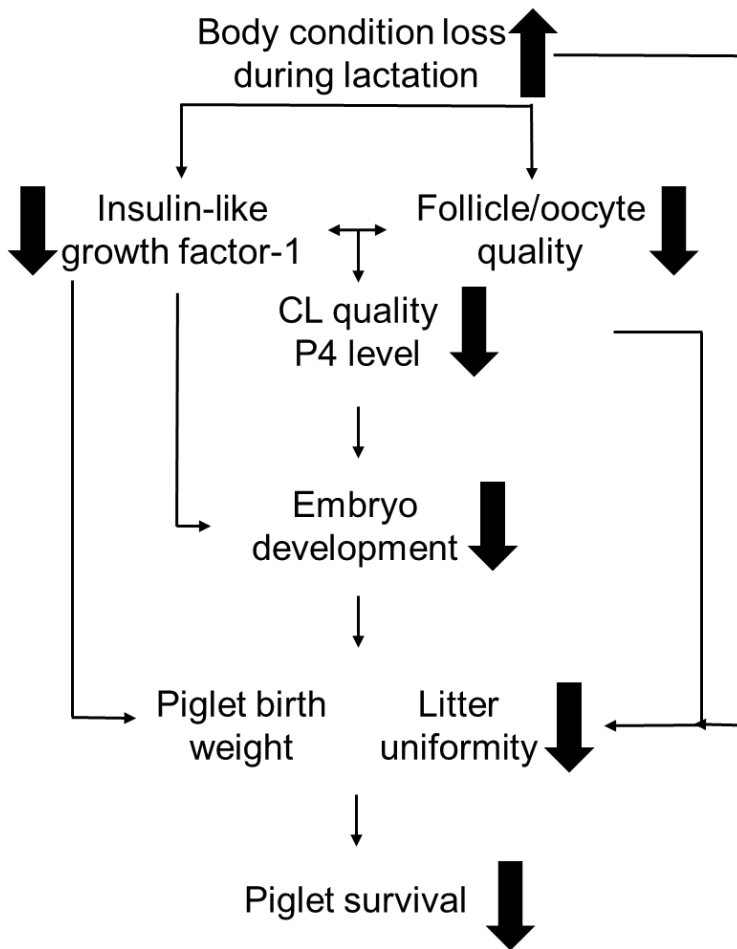 Body condition loss
during lactation
Insulin-like
growth factor-1
Follicle/oocyte
quality
CL quality
P4 level
Embryo
development
Piglet birth
weight
Litter
uniformity
Piglet survival